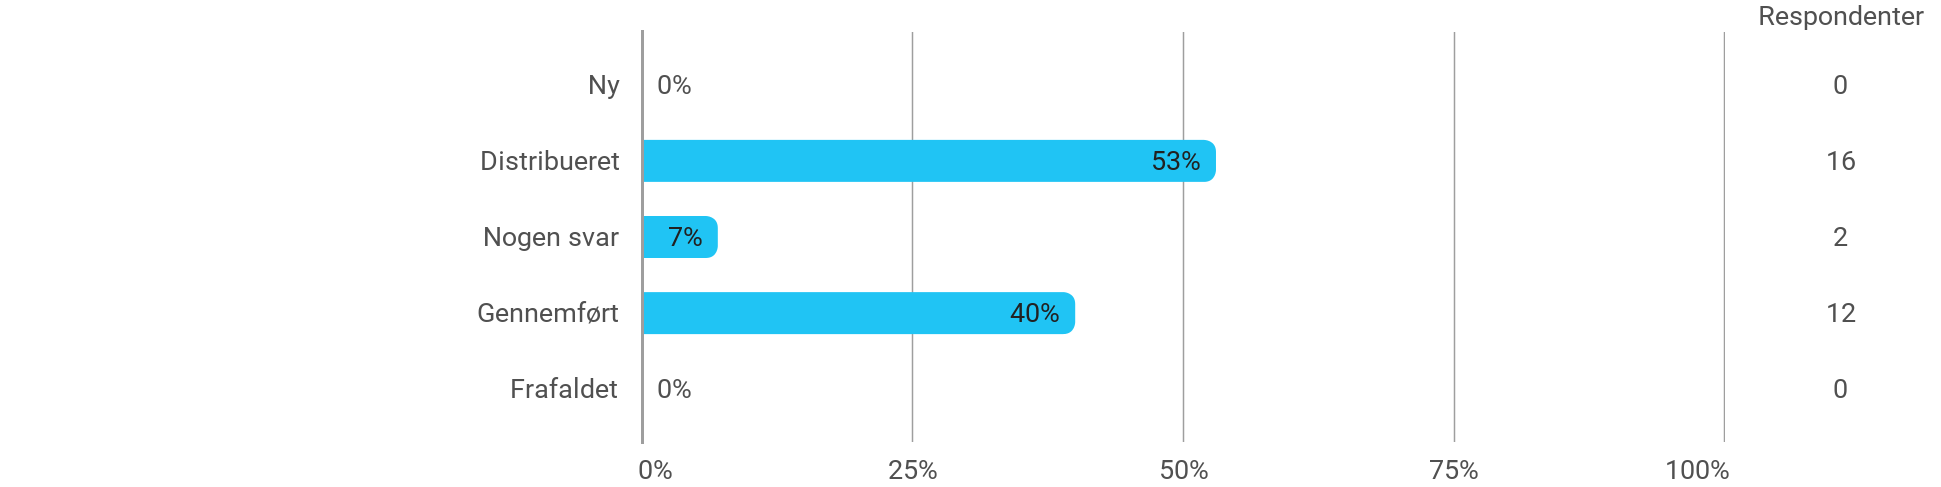 Respondenter
Ny 0% 0
Distribueret 53% 16
Nogen svar 7% 2
Gennemført 40% 12
Frafaldet 0% 0
0% 25% 50% 75% 100%